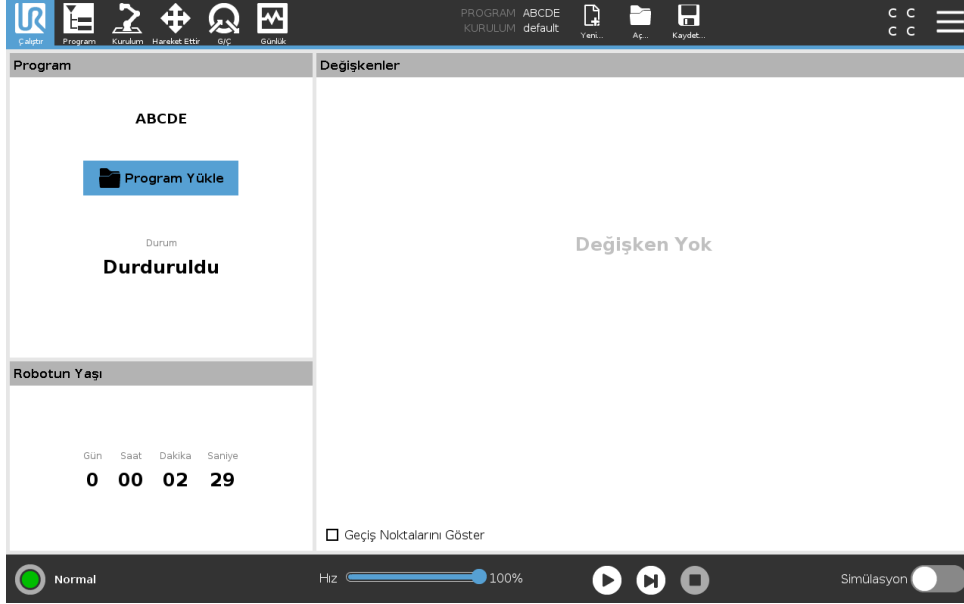 UR
PROGRAM ABCDE
KURULUM default
C C
C C
Çalıştır Program Kurulum Hareket Ettir G/Ç Günlük Yeni... Aç... Kaydet...
Program
Değişkenler
ABCDE
Program Yükle
Durum
Durduruldu
Değişken Yok
Robotun Yaşı
Gün Saat Dakika Saniye
0 00 02 29
Geçiş Noktalarını Göster
Normal
Hız 100%
Simülasyon